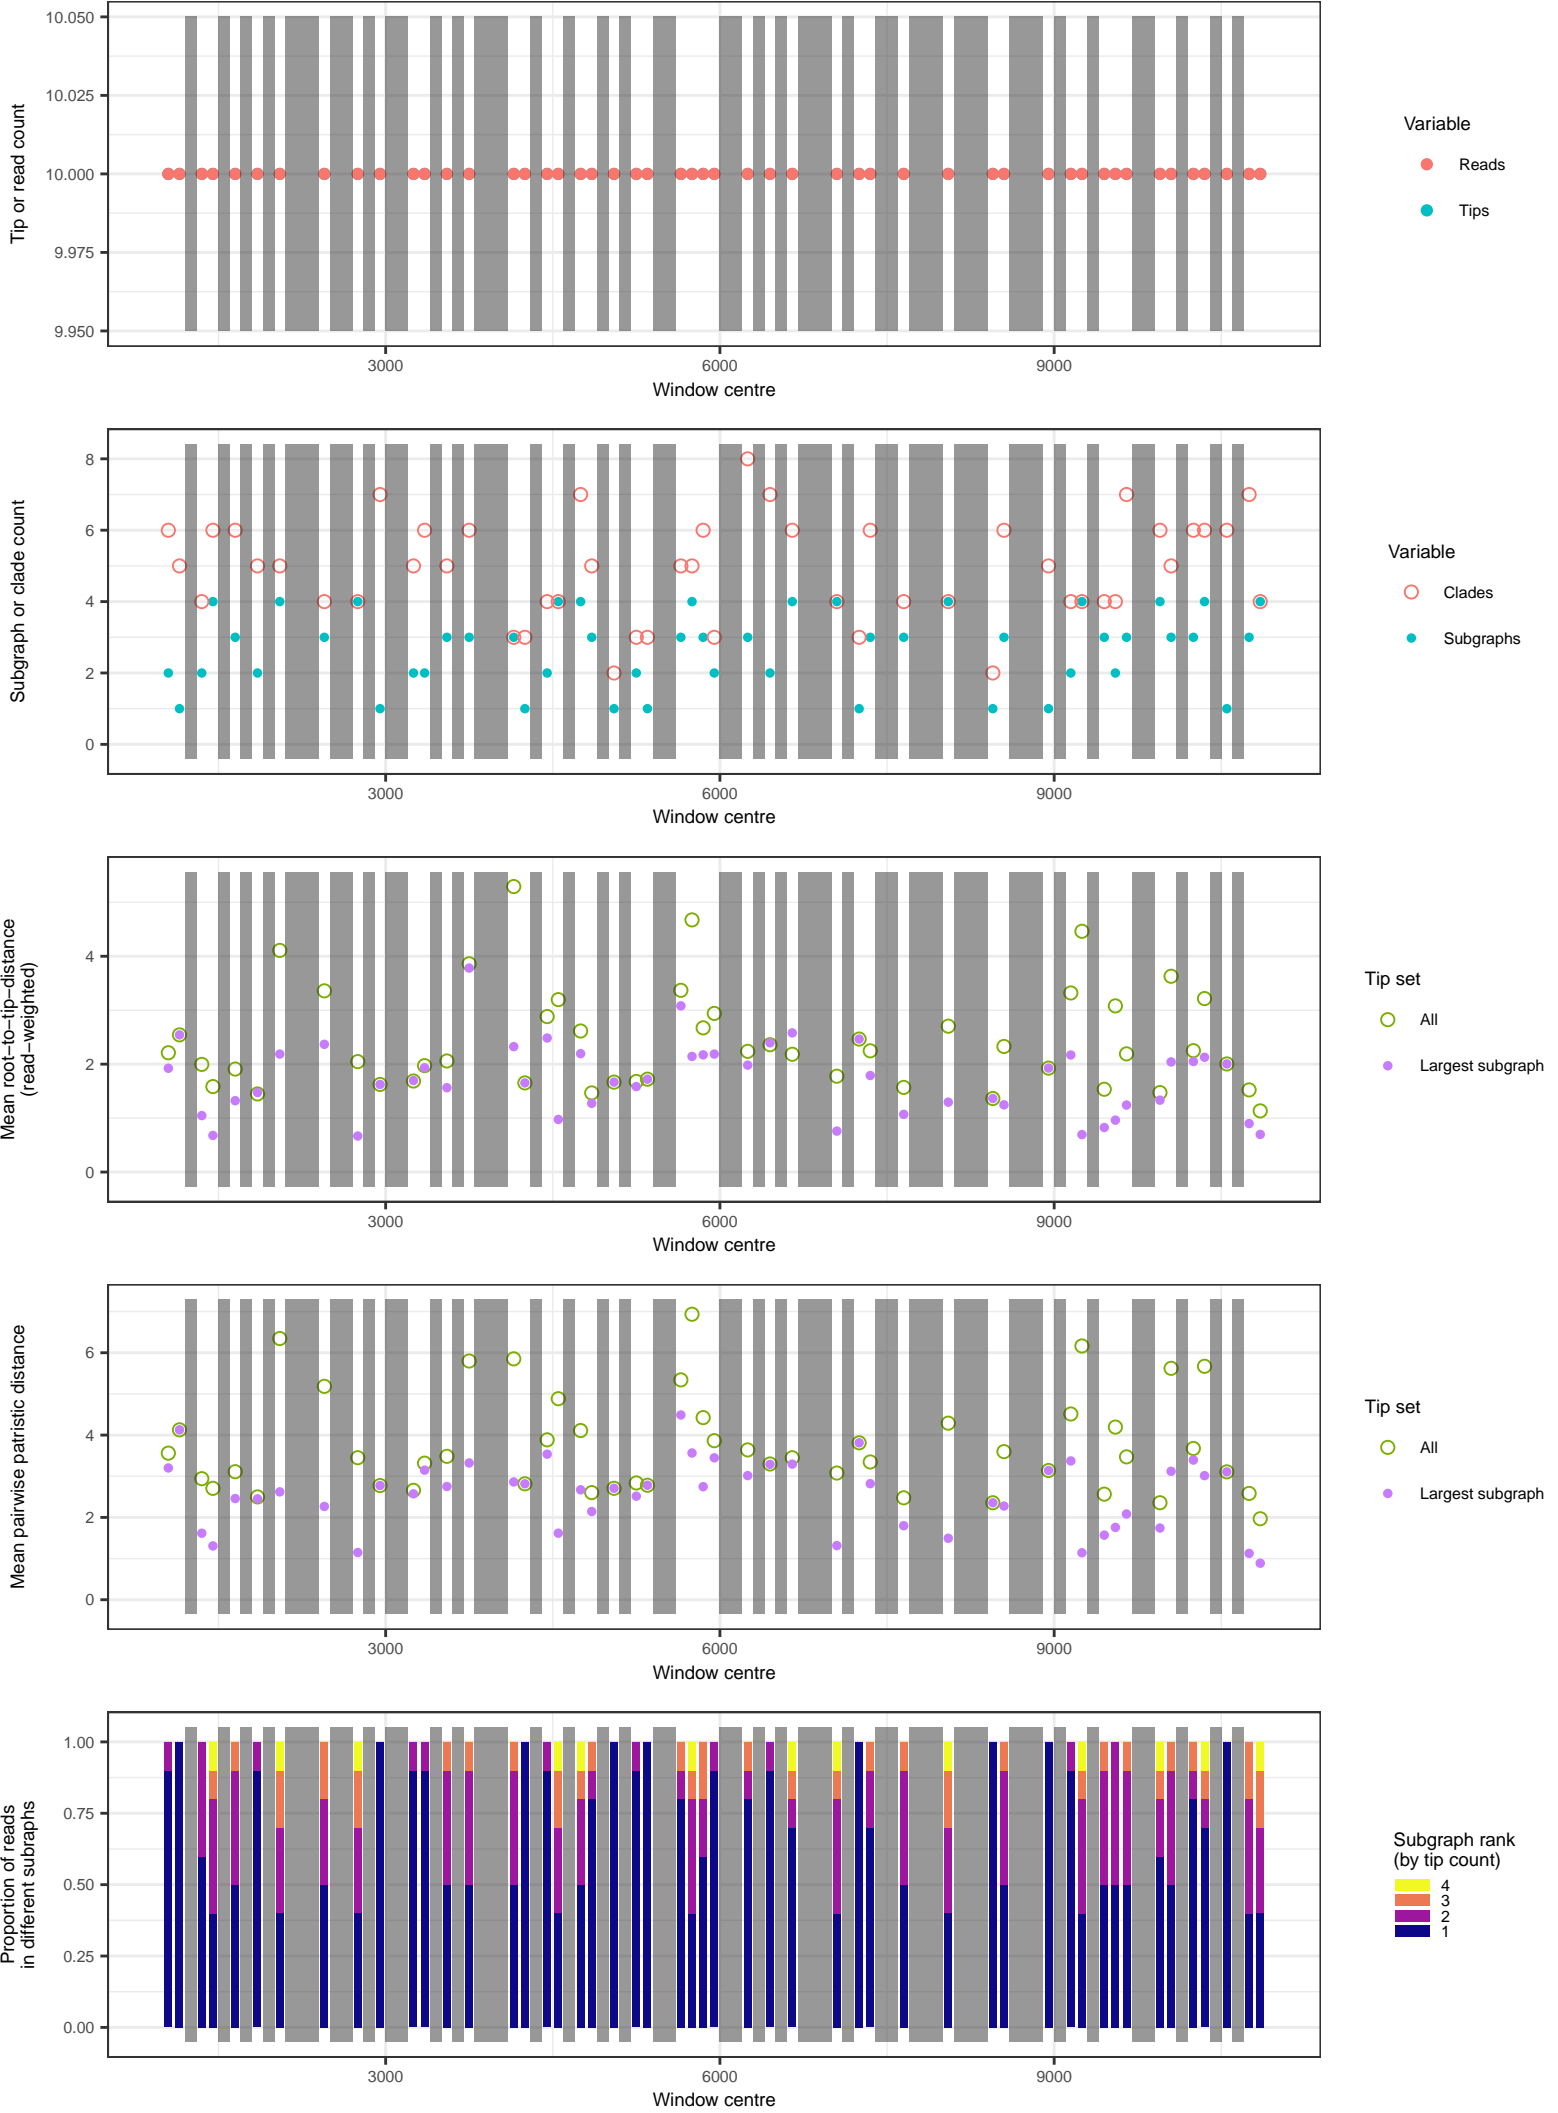 10.050
10.025
10.000
9.975
9.950
Tip or read count
3000
6000
9000
Window centre
Variable
Reads
Tips
8
6
4
2
0
Subgraph or clade count
3000
6000
9000
Window centre
Variable
Clades
Subgraphs
4
2
0
Mean root−to−tip−distance
(read−weighted)
3000
6000
9000
Window centre
Tip set
All
Largest subgraph
6
4
2
0
Mean pairwise patristic distance
3000
6000
9000
Window centre
Tip set
All
Largest subgraph
1.00
0.75
0.50
0.25
0.00
Proportion of reads
in different subraphs
3000
6000
9000
Window centre
Subgraph rank
(by tip count)
4
3
2
1